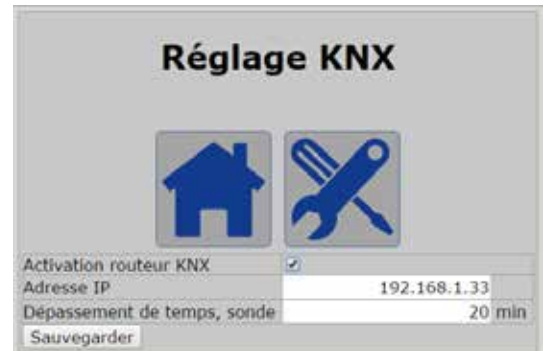 Réglage KNX
Activation routeur KNX
Adresse IP 192.168.1.33
Dépassement de temps, sonde 20 min
Sauvegarder